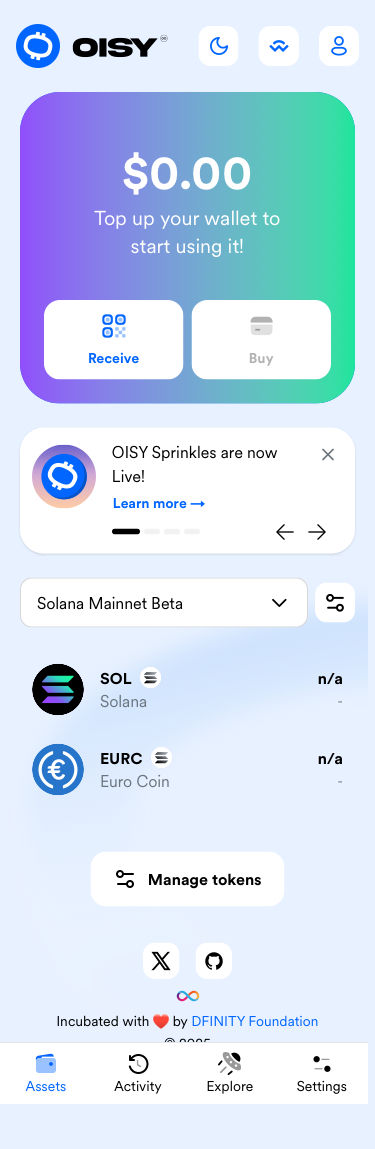 OISY
$0.00
Top up your wallet to
start using it!
Receive
Buy
OISY Sprinkles are now
Live!
Learn more →
Solana Mainnet Beta
SOL
n/a
Solana
-
EURC
n/a
Euro Coin
-
Manage tokens
Incubated with ❤️ by DFINITY Foundation
© 2025
Assets
Activity
Explore
Settings